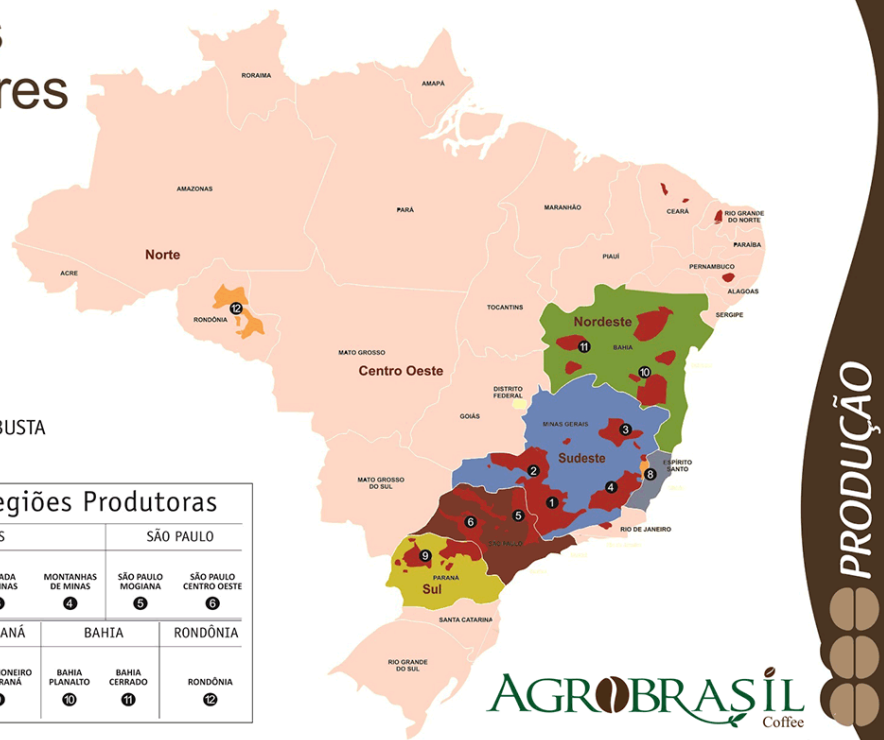 s
res
RORAIMA
AMAPÁ
AMAZONAS
PARÁ
MARANHÃO
CEARÁ
RIO GRANDE
DO NORTE
PARAÍBA
PIAUÍ
PERNAMBUCO
ALAGOAS
SERGIPE
Norte
ACRE
12
RONDÔNIA
TOCANTINS
Nordeste
11
BAHIA
10
MATO GROSSO
Centro Oeste
DISTRITO
FEDERAL
GOIÁS
MINAS GERAIS
3
Sudeste
2
ESPÍRITO
SANTO
8
MATO GROSSO
DO SUL
4
1
5
6
SÃO PAULO
RIO DE JANEIRO
9
PARANÁ
Sul
SANTA CATARINA
RIO GRANDE
DO SUL
BUSTA
egiões Produtoras
S
SÃO PAULO
ADA
INAS
MONTANHAS
DE MINAS
4
SÃO PAULO
MOGIANA
5
SÃO PAULO
CENTRO OESTE
6
ANÁ
BAHIA
RONDÔNIA
ONEIRO
RANÁ
BAHIA
PLANALTO
10
BAHIA
CERRADO
11
RONDÔNIA
12
PRODUÇÃO
AGROBRASIL
Coffee